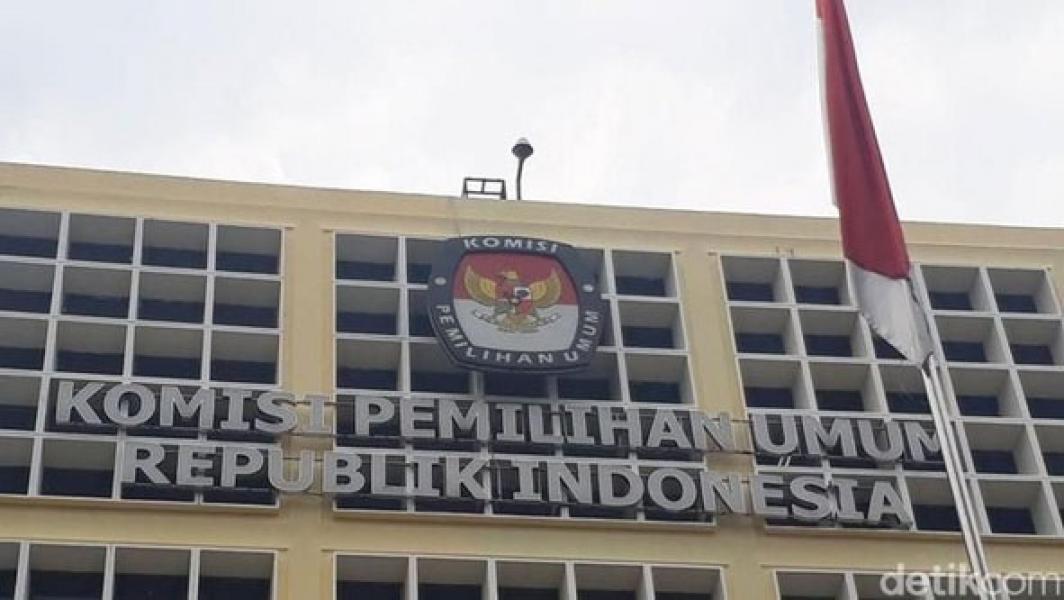 KOMISI
PEMILIHAN UMUM
KOMISI PEMILIHAN UMUM
REPUBLIK INDONESIA
detikcom